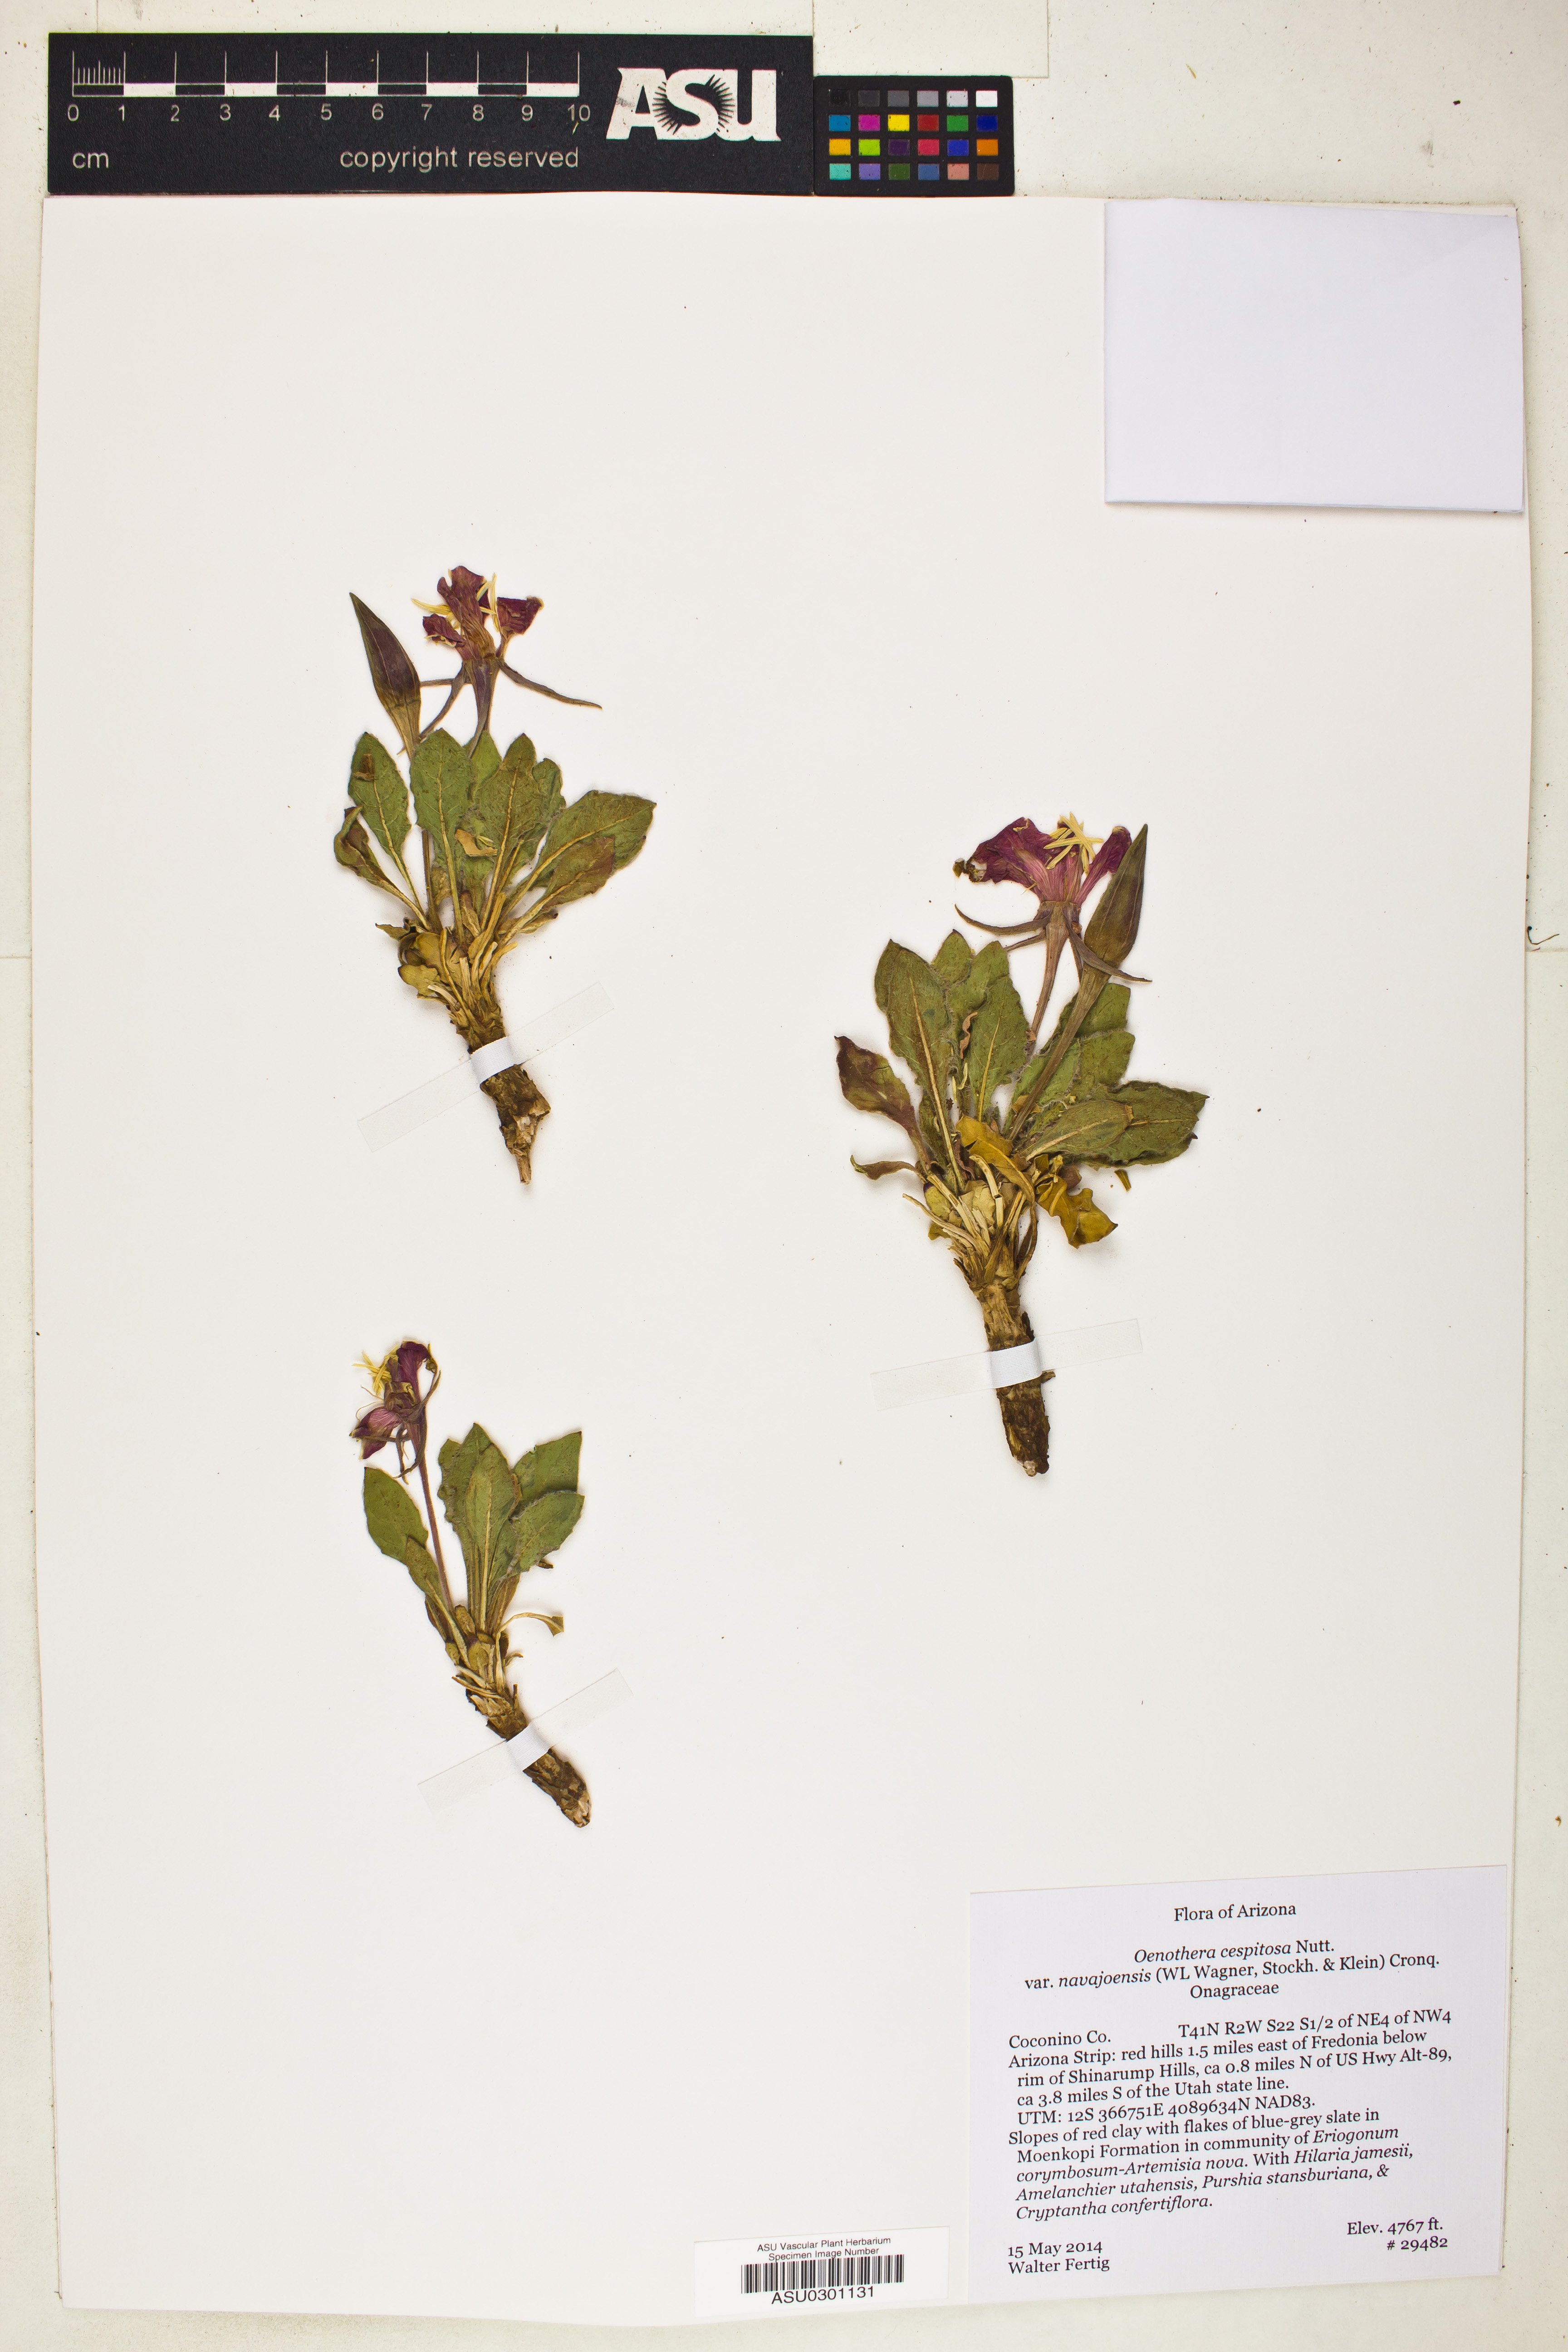 0 1 2 3 4 5 6 7 8 9 10
cm copyright reserved
ASU
Flora of Arizona
Oenothera cespitosa Nutt.
var. navajoensis (WL Wagner, Stockh. & Klein) Cronq.
Onagraceae
Coconino Co. T41N R2W S22 S1/2 of NE4 of NW4
Arizona Strip: red hills 1.5 miles east of Fredonia below
rim of Shinarump Hills, ca 0.8 miles N of US Hwy Alt-89,
ca 3.8 miles S of the Utah state line.
UTM: 12S 366751E 4089634N NAD83.
Slopes of red clay with flakes of blue-grey slate in
Moenkopi Formation in community of Eriogonum
corymbosum-Artemisia nova. With Hilaria jamesii,
Amelanchier utahensis, Purshia stansburiana, &
Cryptantha confertiflora.
Elev. 4767 ft.
15 May 2014 # 29482
Walter Fertig
ASU Vascular Plant Herbarium
Specimen Image Number
ASU0301131